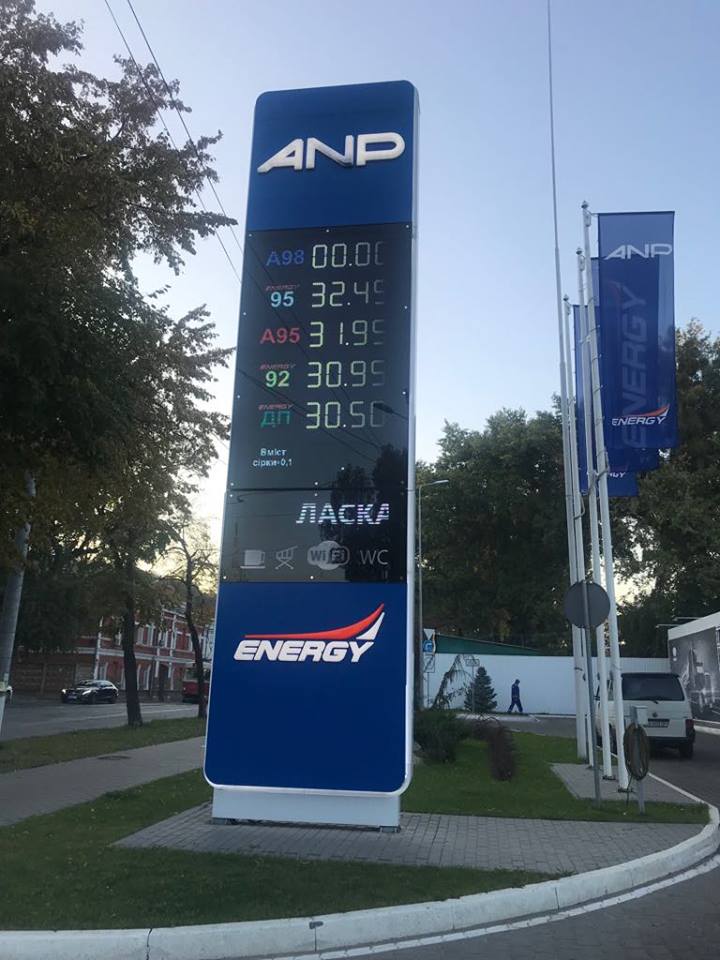 ANP
A98 00.00
ENERGY
95 32.49
A95 31.99
ENERGY
92 30.99
ENERGY
ДП 30.50
Вміст
сірки-0,1
ЛАСКА
WiFi WC
ENERGY
ANP
ENERGY
ENERGY